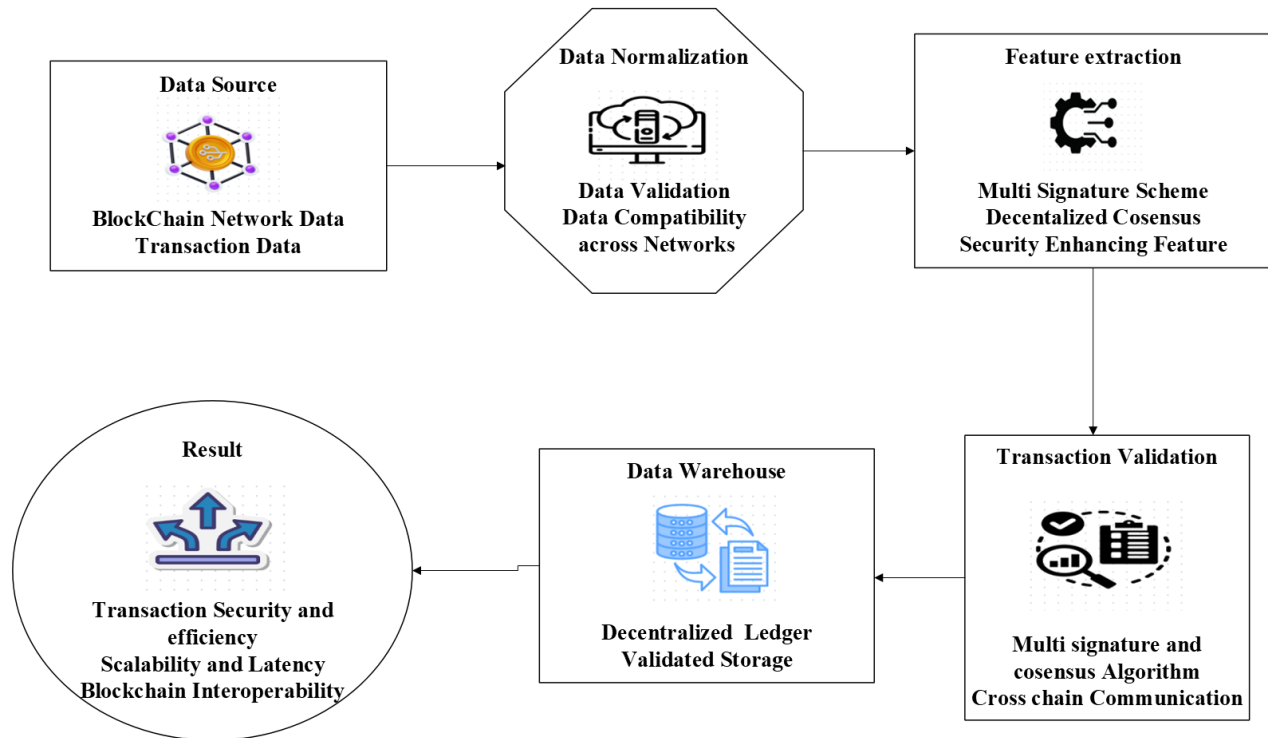 Data Source
BlockChain Network Data
Transaction Data
Data Normalization
Data Validation
Data Compatibility
across Networks
Feature extraction
Multi Signature Scheme
Decentalized Cosensus
Security Enhancing Feature
Transaction Validation
Multi signature and
cosensus Algorithm
Cross chain Communication
Data Warehouse
Decentralized Ledger
Validated Storage
Result
Transaction Security and
efficiency
Scalability and Latency
Blockchain Interoperability